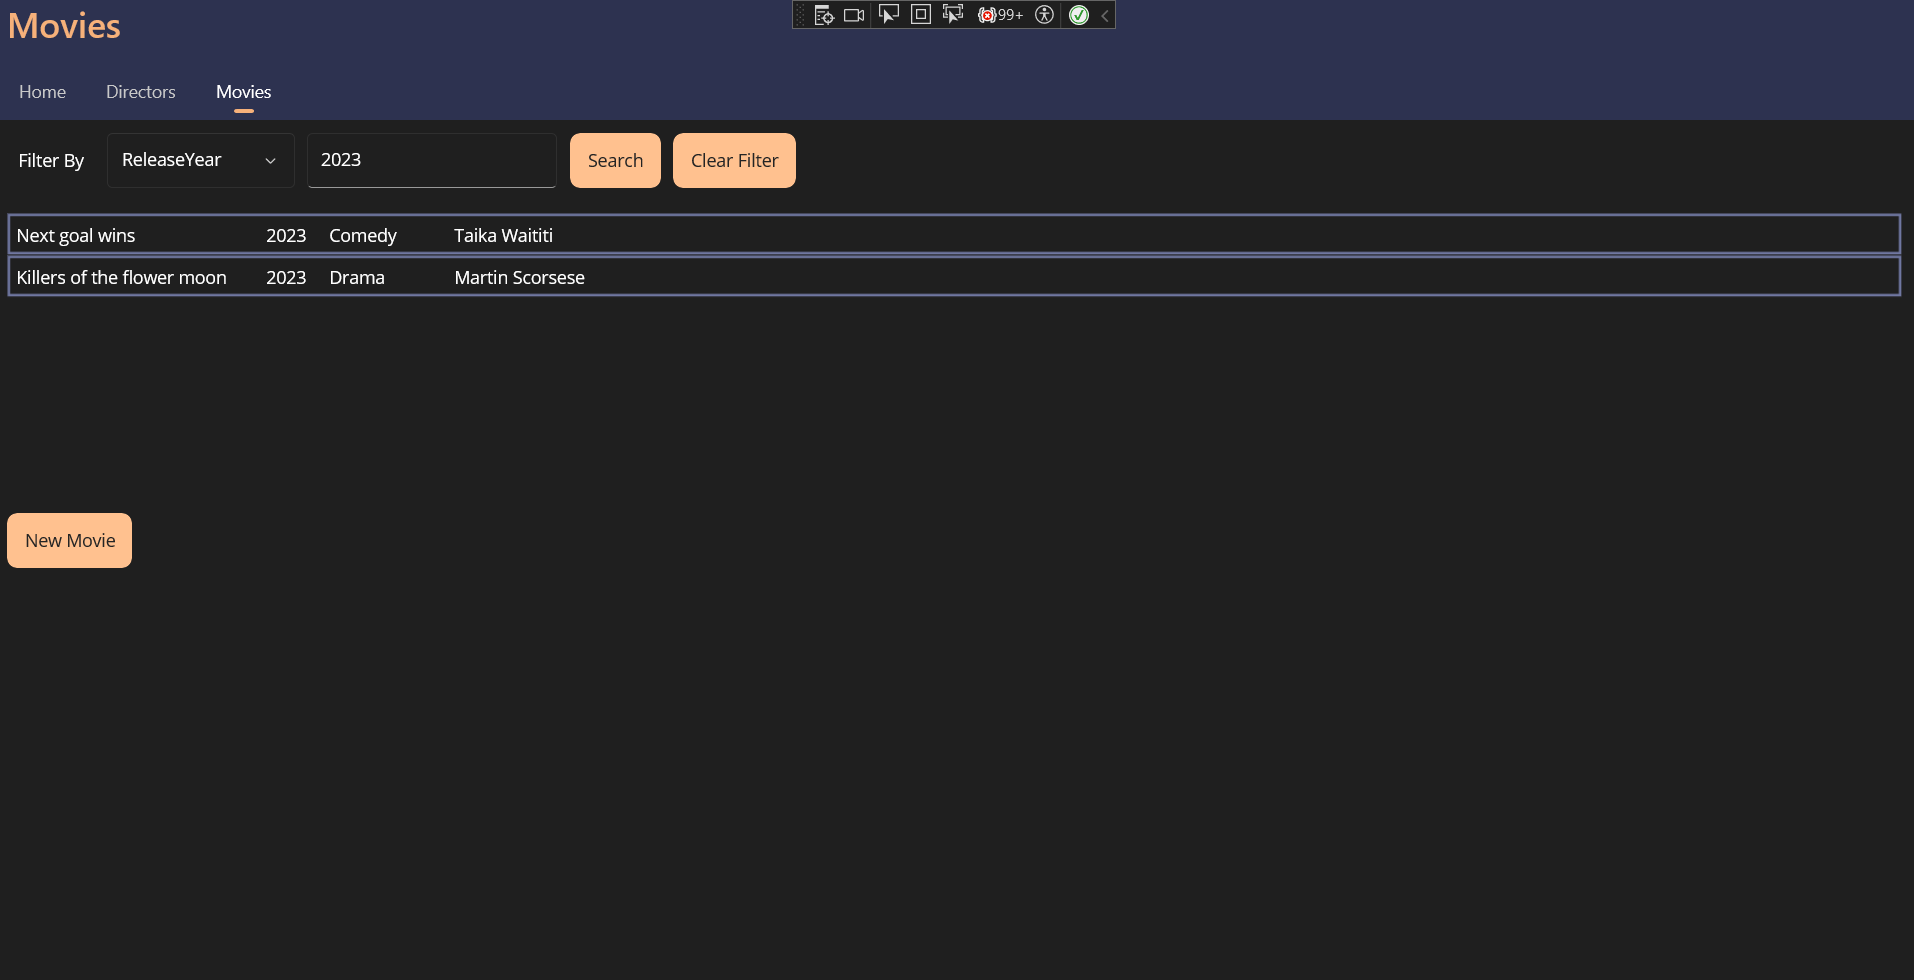 Movies
99+
Home Directors Movies
Filter By ReleaseYear 2023 Search Clear Filter
Next goal wins 2023 Comedy Taika Waititi
Killers of the flower moon 2023 Drama Martin Scorsese
New Movie